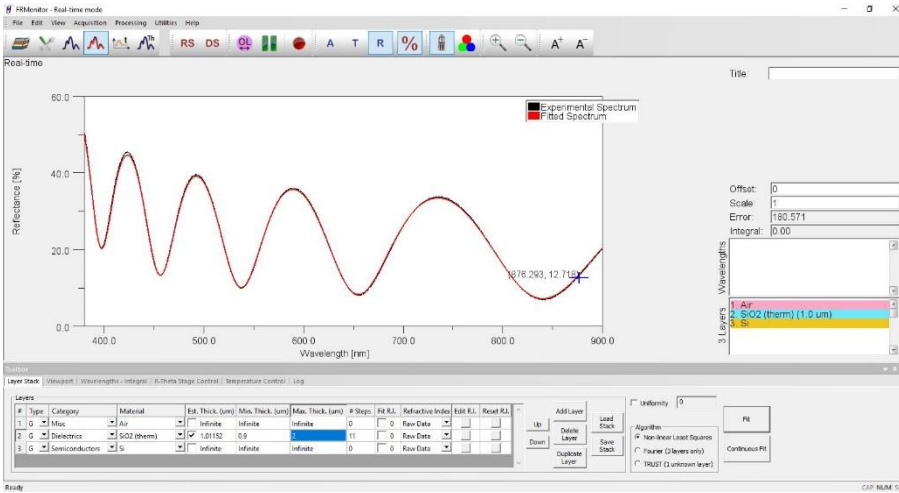 FRMonitor - Real-time mode
File Edit View Acquisition Processing Utilities Help
Th RS DS OL A T R % A+ A-
Real-time
Title
60.0
Experimental Spectrum
Fitted Spectrum
40.0
Reflectance [%]
20.0
0.0
(876.293, 12.718)
400.0 500.0 600.0 700.0 800.0 900.0
Wavelength [nm]
Offset: 0
Scale 1
Error: 180.571
Integral: 0.00
Wavelengths
3 Layers
1. Air
2. SiO2 (therm) (1.0 um)
3. Si
Toolbox
Layer Stack Viewport Wavelengths - Integral R-Theta Stage Control Temperature Control Log
Layers
# Type Category Material Est. Thick. (um) Min. Thick. (um) Max. Thick. (um) # Steps Fit R.I. Refractive Index Edit R.I. Reset R.I.
1 G Misc Air Infinite Infinite Infinite 0 0 Raw Data
2 G Dielectrics SiO2 (therm) 1.01152 0.9 2 11 0 Raw Data
3 G Semiconductors Si Infinite Infinite Infinite 0 0 Raw Data
Up
Down
Add Layer
Delete Layer
Duplicate Layer
Load Stack
Save Stack
Uniformity 0
Algorithm
Non-linear Least Squares
Fourier (3 layers only)
TRUST (1 unknown layer)
Fit
Continuous Fit
Ready
CAP NUM